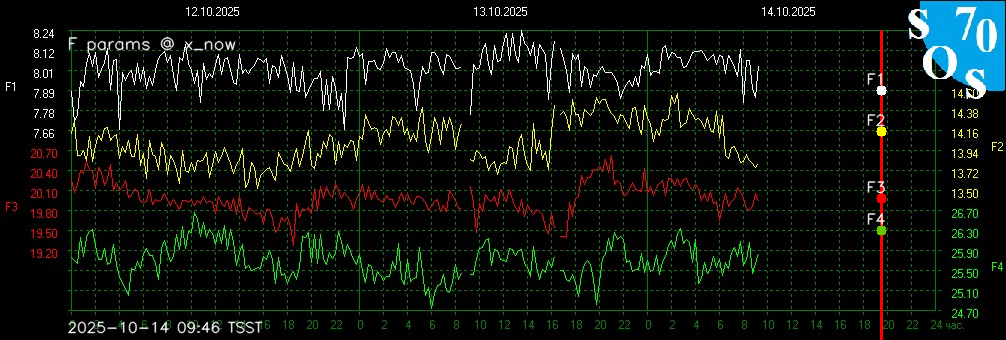 12.10.2025 13.10.2025 14.10.2025
S 70
O S
F params @ x_now
8.24
8.12
8.01
7.89
7.78
7.66
F1
20.70
20.40
20.10
19.80
19.50
19.20
F3
F1
F2
F3
F4
14.60
14.38
14.16
13.94
13.72
13.50
F2
26.70
26.30
25.90
25.50
25.10
24.70
F4
2025-10-14 09:46 TSST
16 18 20 22 0 2 4 6 8 10 12 14 16 18 20 22 0 2 4 6 8 10 12 14 16 18 20 22 24 час.